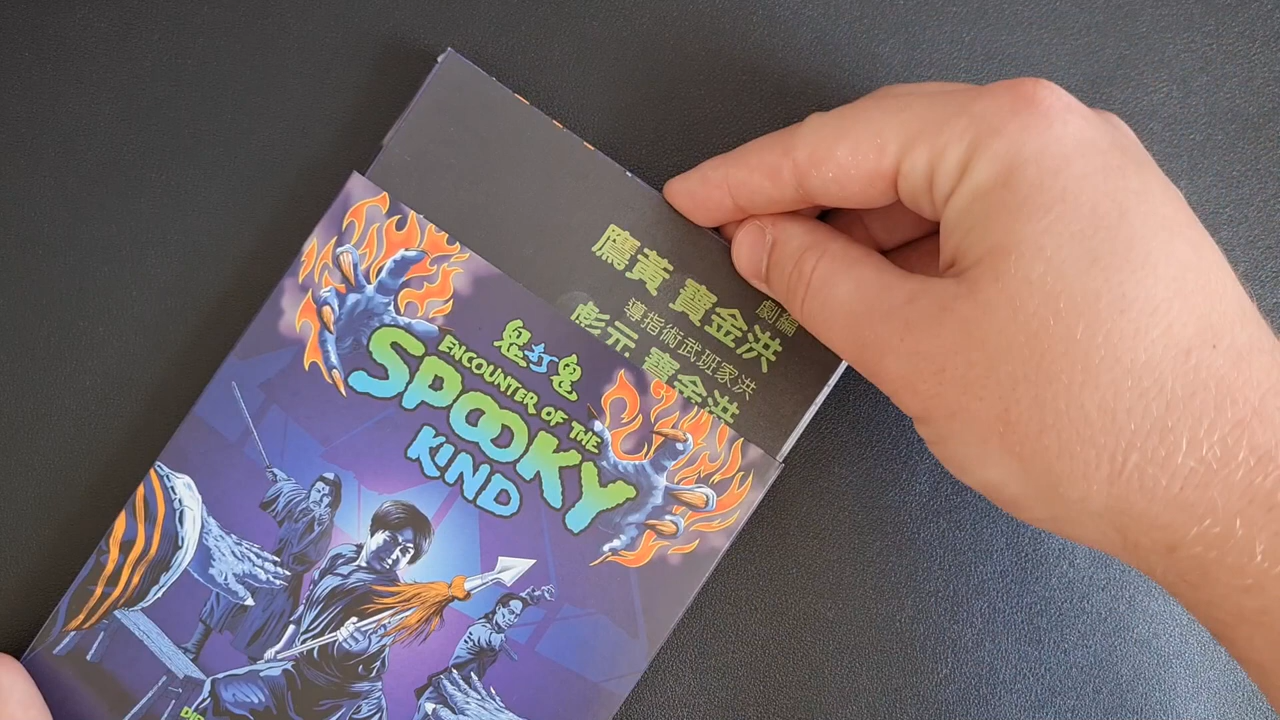 編劇
洪金寶 黃鷹
洪家班武術指導
洪金寶 元彪
鬼打鬼
ENCOUNTER OF THE
SPOOKY
KIND